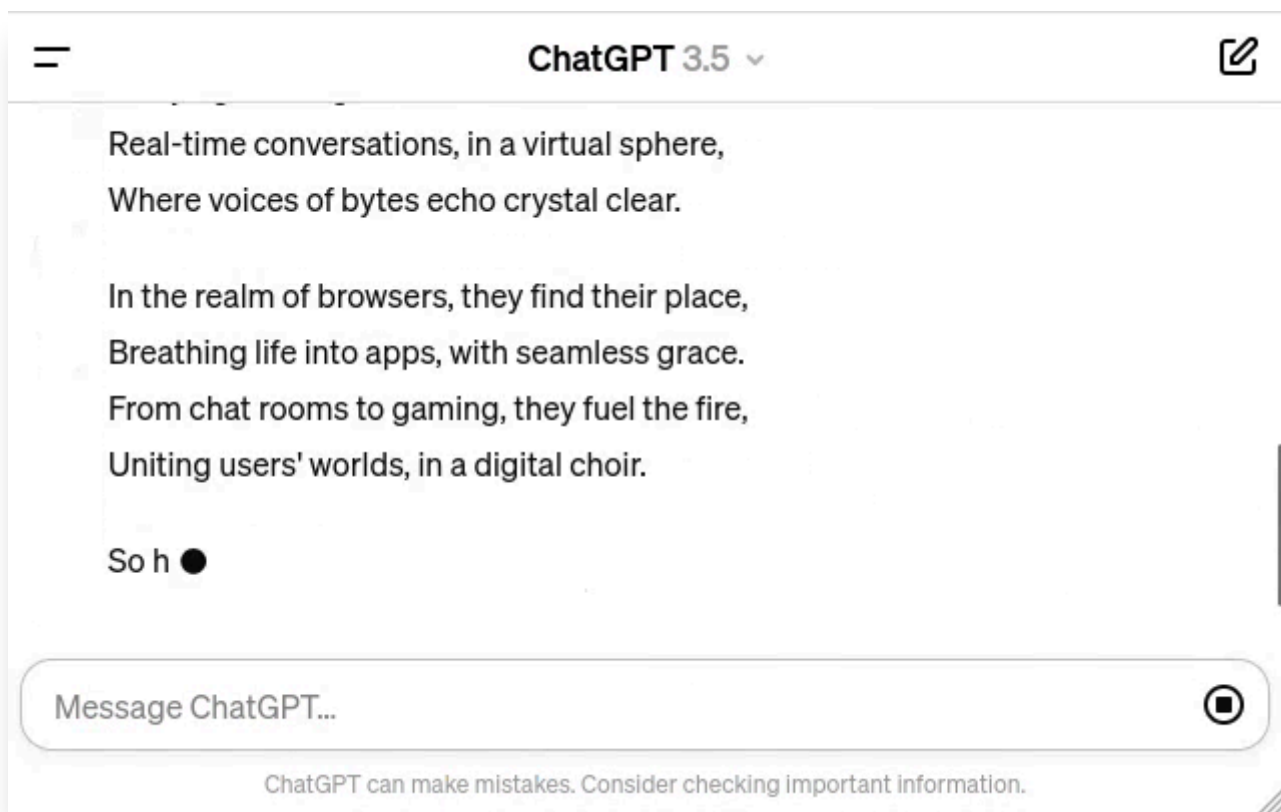 ChatGPT 3.5
Real-time conversations, in a virtual sphere,
Where voices of bytes echo crystal clear.
In the realm of browsers, they find their place,
Breathing life into apps, with seamless grace.
From chat rooms to gaming, they fuel the fire,
Uniting users' worlds, in a digital choir.
So h
Message ChatGPT...
ChatGPT can make mistakes. Consider checking important information.